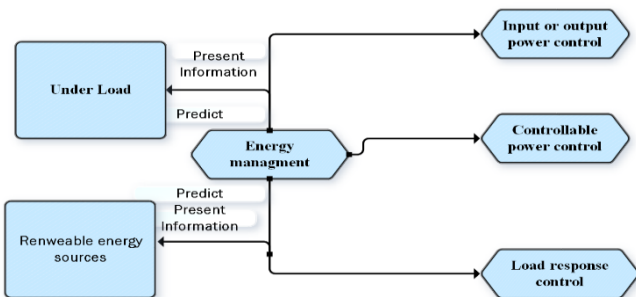 Input or output
power control
Present
Information
Under Load
Predict
Energy
managment
Controllable
power control
Predict
Present
Information
Renweable energy
sources
Load response
control